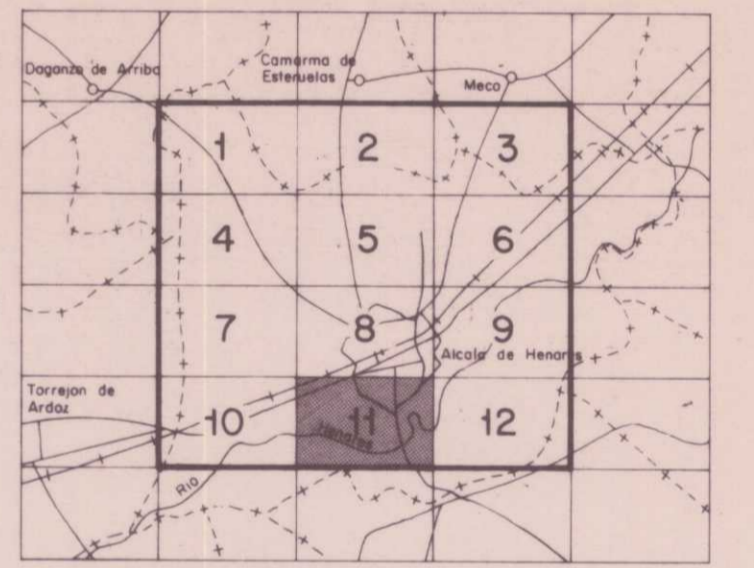 Daganzo de Arriba
Camarma de
Esteruelas
Meco
1
2
3
4
5
6
7
8
9
Alcala de Henares
Torrejon de
Ardoz
10
11
12
Henares
RIO